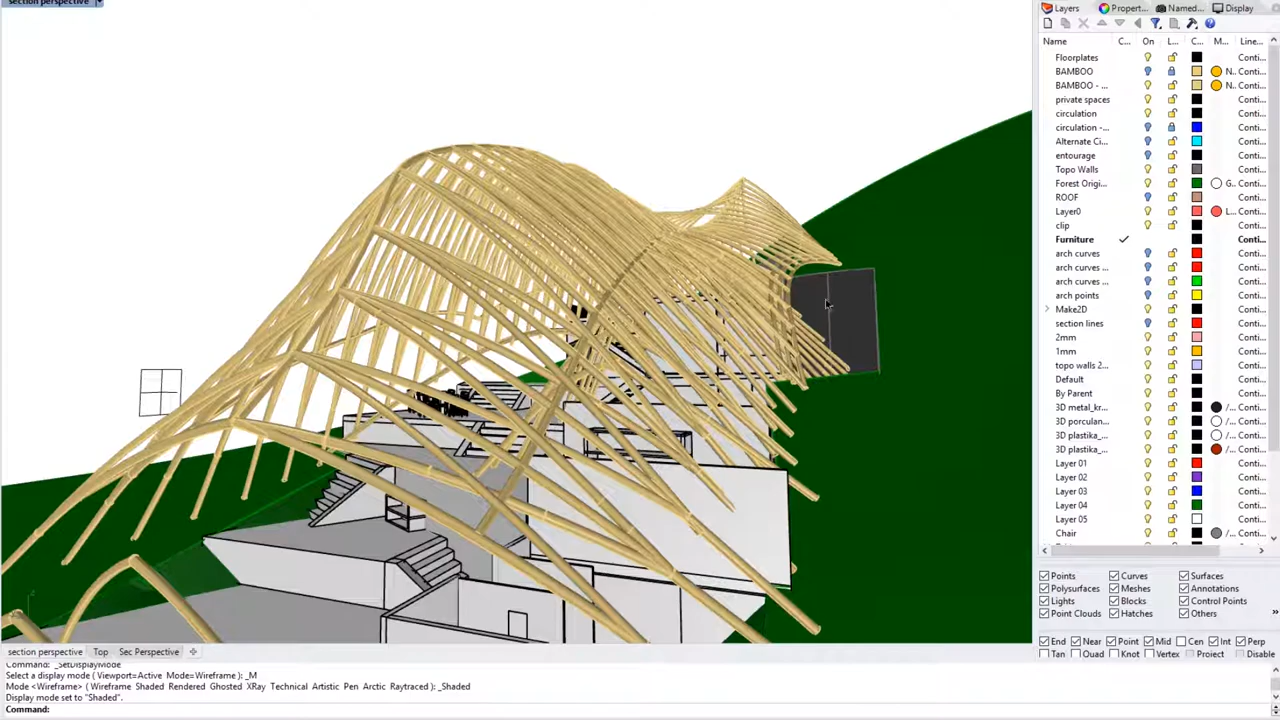 section perspective
Layers Propert... Named... Display
Name C... On L... C... M... Line...
Floorplates Conti...
BAMBOO N... Conti...
BAMBOO - ... N... Conti...
private spaces Conti...
circulation Conti...
circulation -... Conti...
Alternate Ci... Conti...
entourage Conti...
Topo Walls Conti...
Forest Origi... G... Conti...
ROOF Conti...
Layer0 L... Conti...
clip Conti...
Furniture Conti...
arch curves Conti...
arch curves ... Conti...
arch curves ... Conti...
arch points Conti...
Make2D Conti...
section lines Conti...
2mm Conti...
1mm Conti...
topo walls 2... Conti...
Default Conti...
By Parent Conti...
3D metal_kr... /... Conti...
3D porculan... /... Conti...
3D plastika_... /... Conti...
3D plastika_... /... Conti...
Layer 01 Conti...
Layer 02 Conti...
Layer 03 Conti...
Layer 04 Conti...
Layer 05 Conti...
Chair Conti...
Points Curves Surfaces
Polysurfaces Meshes Annotations
Lights Blocks Control Points
Point Clouds Hatches Others
End Near Point Mid Cen Int Perp
Tan Quad Knot Vertex Project Disable
section perspective Top Sec Perspective
Command: _SetDisplayMode
Select a display mode ( Viewport=Active Mode=Wireframe ): _M
Mode <Wireframe> ( Wireframe Shaded Rendered Ghosted XRay Technical Artistic Pen Arctic Raytraced ): _Shaded
Display mode set to "Shaded".
Command: